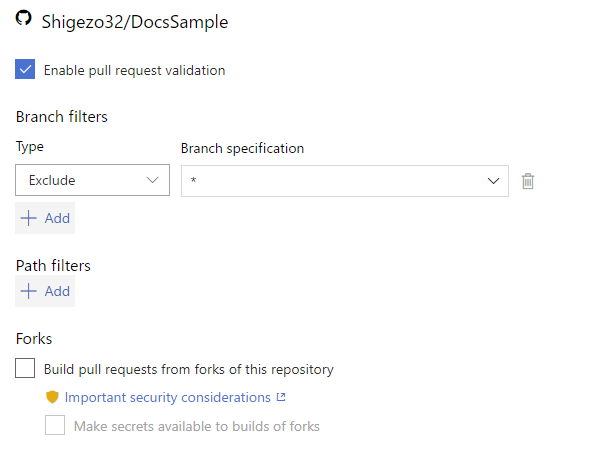 Shigezo32/DocsSample
Enable pull request validation
Branch filters
Type Branch specification
Exclude *
Add
Path filters
Add
Forks
Build pull requests from forks of this repository
Important security considerations
Make secrets available to builds of forks